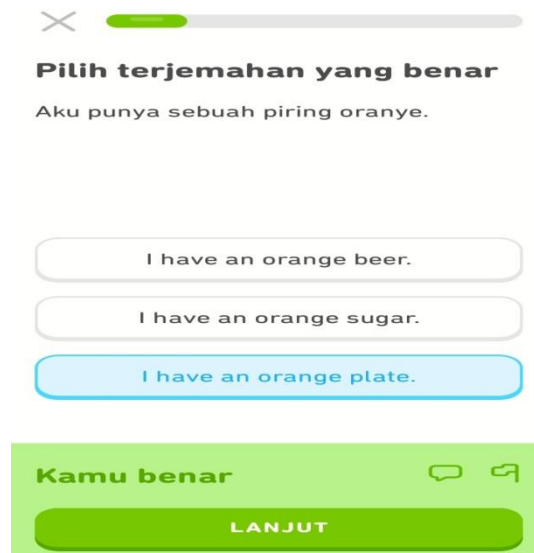 Pilih terjemahan yang benar
Aku punya sebuah piring oranye.
I have an orange beer.
I have an orange sugar.
I have an orange plate.
Kamu benar
LANJUT